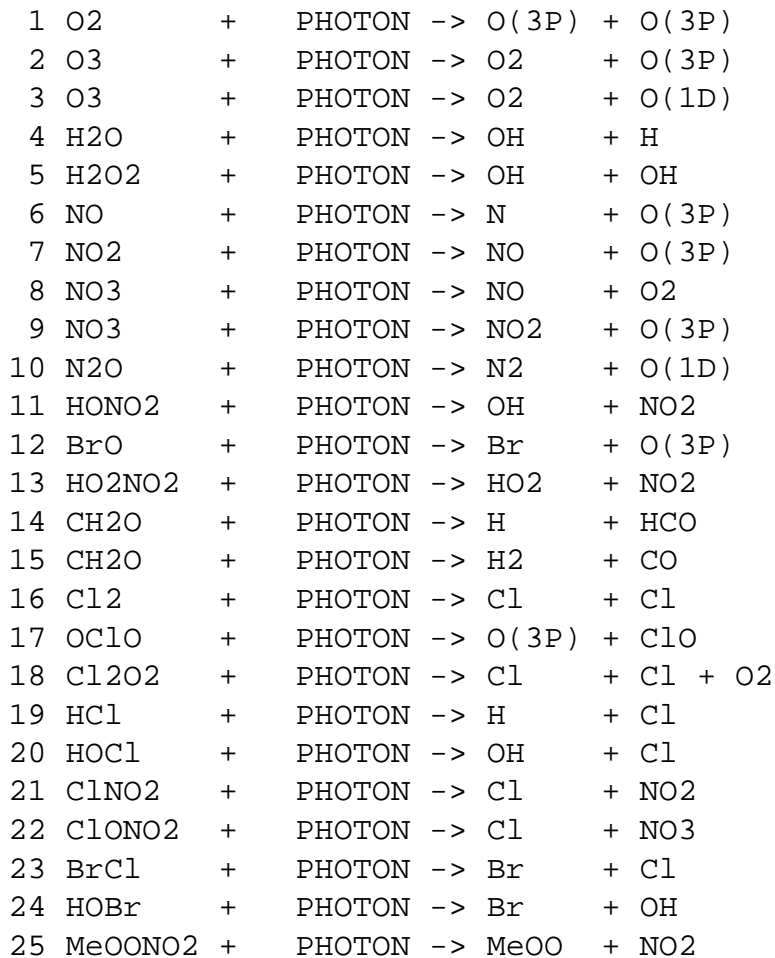 1 O2 + PHOTON -> O(3P) + O(3P)
2 O3 + PHOTON -> O2 + O(3P)
3 O3 + PHOTON -> O2 + O(1D)
4 H2O + PHOTON -> OH + H
5 H2O2 + PHOTON -> OH + OH
6 NO + PHOTON -> N + O(3P)
7 NO2 + PHOTON -> NO + O(3P)
8 NO3 + PHOTON -> NO + O2
9 NO3 + PHOTON -> NO2 + O(3P)
10 N2O + PHOTON -> N2 + O(1D)
11 HONO2 + PHOTON -> OH + NO2
12 BrO + PHOTON -> Br + O(3P)
13 HO2NO2 + PHOTON -> HO2 + NO2
14 CH2O + PHOTON -> H + HCO
15 CH2O + PHOTON -> H2 + CO
16 Cl2 + PHOTON -> Cl + Cl
17 OClO + PHOTON -> O(3P) + ClO
18 Cl2O2 + PHOTON -> Cl + Cl + O2
19 HCl + PHOTON -> H + Cl
20 HOCl + PHOTON -> OH + Cl
21 ClNO2 + PHOTON -> Cl + NO2
22 ClONO2 + PHOTON -> Cl + NO3
23 BrCl + PHOTON -> Br + Cl
24 HOBr + PHOTON -> Br + OH
25 MeOONO2 + PHOTON -> MeOO + NO2